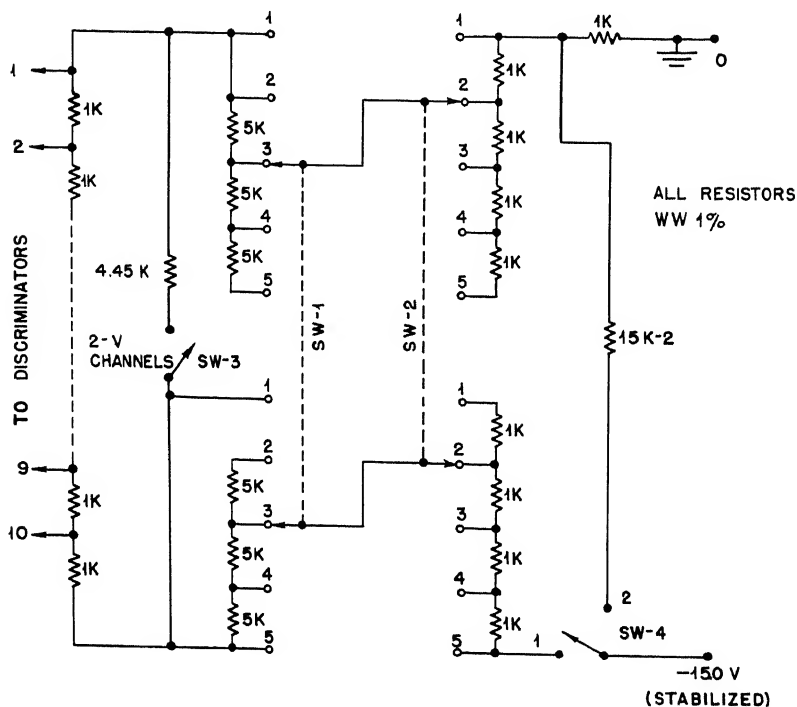 1
2
TO DISCRIMINATORS
9
10
1K
1K
1K
1K
4.45 K
2-V
CHANNELS SW-3
1
2
3
4
5
5K
5K
5K
1
2
3
4
5
5K
5K
5K
SW-1
SW-2
1
2
3
4
5
1K
1K
1K
1K
1
2
3
4
5
1K
1K
1K
1K
1K
0
ALL RESISTORS
WW 1%
15K-2
2
SW-4
1
-150 V
(STABILIZED)